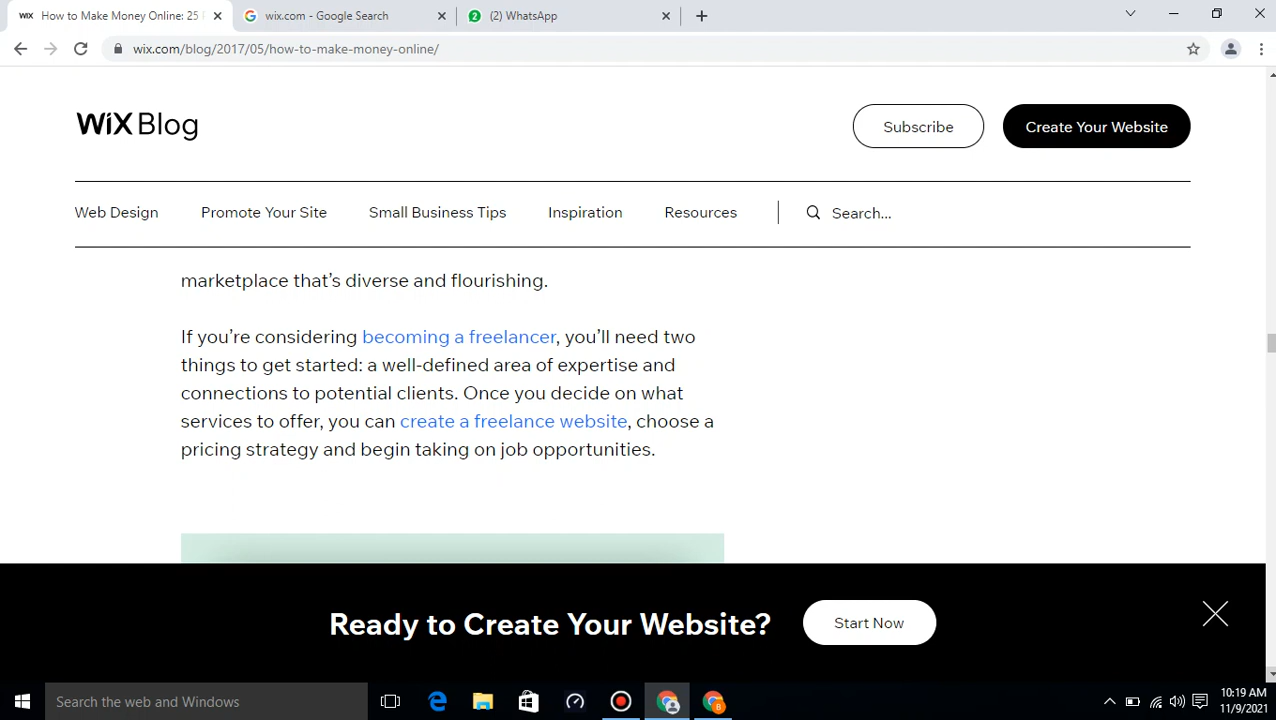 WiX How to Make Money Online: 25
wix.com - Google Search
2 (2) WhatsApp
wix.com/blog/2017/05/how-to-make-money-online/
WiX Blog
Subscribe
Create Your Website
Web Design
Promote Your Site
Small Business Tips
Inspiration
Resources
Search...
marketplace that's diverse and flourishing.
If you're considering becoming a freelancer, you'll need two
things to get started: a well-defined area of expertise and
connections to potential clients. Once you decide on what
services to offer, you can create a freelance website, choose a
pricing strategy and begin taking on job opportunities.
Ready to Create Your Website?
Start Now
Search the web and Windows
B
10:19 AM
11/9/2021